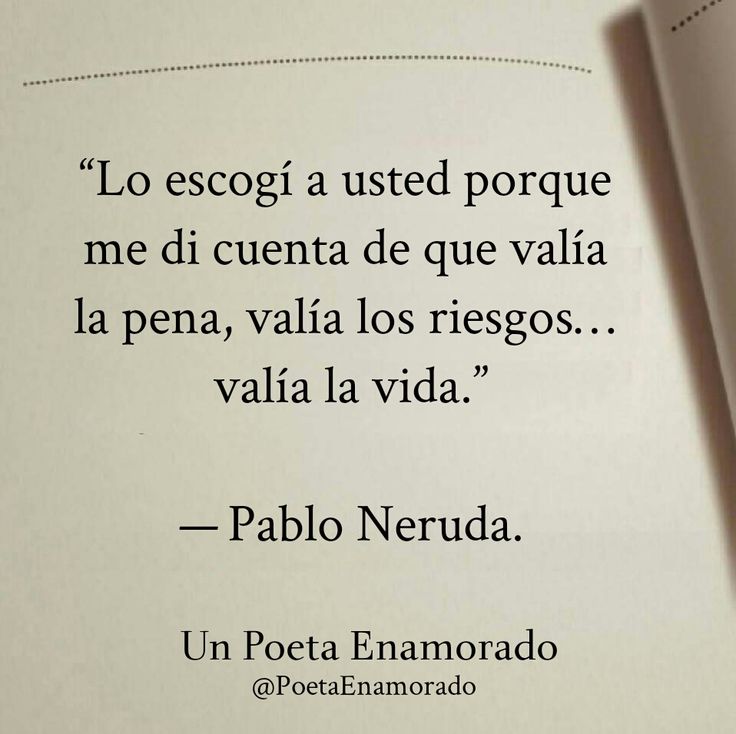 “Lo escogí a usted porque
me di cuenta de que valía
la pena, valía los riesgos…
valía la vida.”
— Pablo Neruda.
Un Poeta Enamorado
@PoetaEnamorado